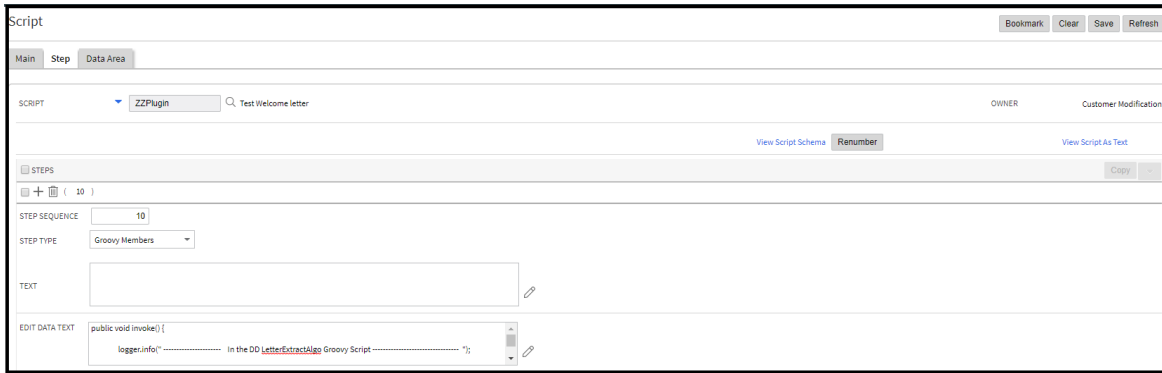 Script
Bookmark Clear Save Refresh
Main Step Data Area
SCRIPT ZZPlugin Test Welcome letter OWNER Customer Modification
View Script Schema Renumber View Script As Text
STEPS Copy
( 10 )
STEP SEQUENCE 10
STEP TYPE Groovy Members
TEXT
EDIT DATA TEXT public void invoke() {
logger.info(" ---------------------- In the DD LetterExtractAlgo Groovy Script --------------------------------- ");